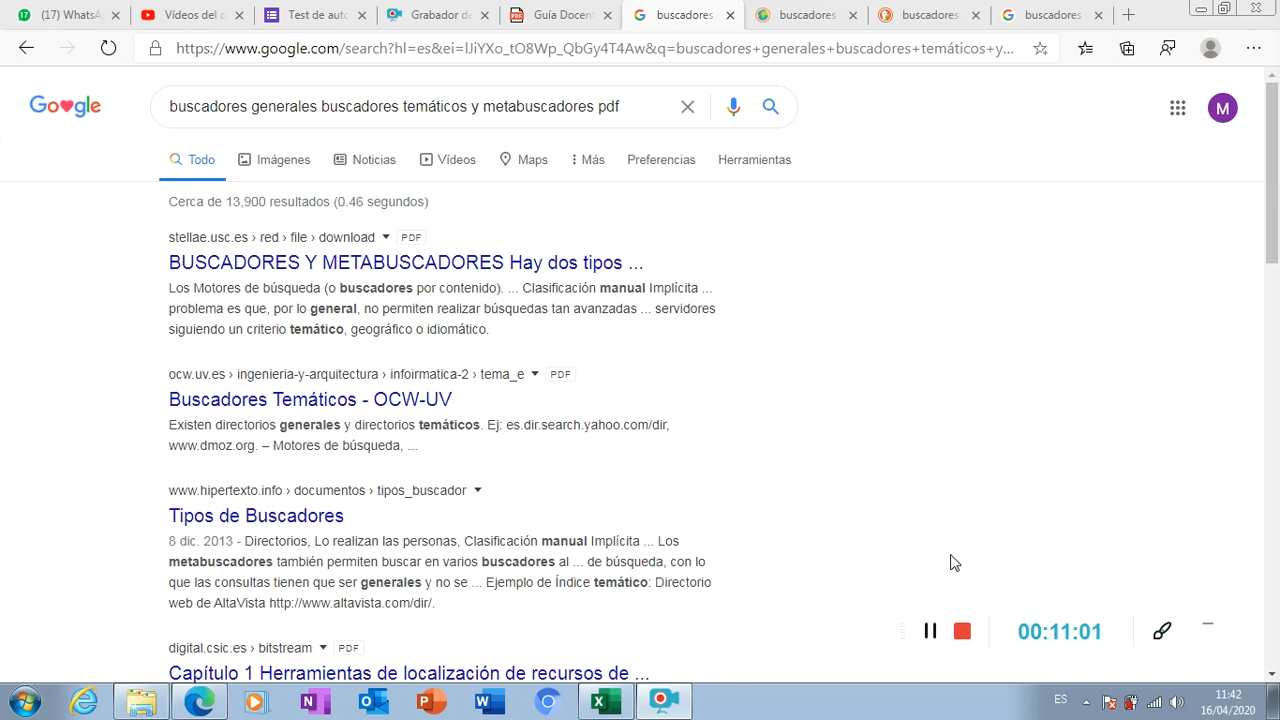 (17) WhatsA
Vídeos del c
Test de auto
Grabador de
Guía Docent
buscadores
buscadores
buscadores
buscadores
https://www.google.com/search?hl=es&ei=lJiYXo_tO8Wp_QbGy4T4Aw&q=buscadores+generales+buscadores+temáticos+y...
Google
buscadores generales buscadores temáticos y metabuscadores pdf
M
Todo
Imágenes
Noticias
Vídeos
Maps
Más
Preferencias
Herramientas
Cerca de 13,900 resultados (0.46 segundos)
stellae.usc.es › red › file › download PDF
BUSCADORES Y METABUSCADORES Hay dos tipos ...
Los Motores de búsqueda (o buscadores por contenido). ... Clasificación manual Implícita ...
problema es que, por lo general, no permiten realizar búsquedas tan avanzadas ... servidores
siguiendo un criterio temático, geográfico o idiomático.
ocw.uv.es › ingenieria-y-arquitectura › infoirmatica-2 › tema_e PDF
Buscadores Temáticos - OCW-UV
Existen directorios generales y directorios temáticos. Ej: es.dir.search.yahoo.com/dir,
www.dmoz.org. – Motores de búsqueda, ...
www.hipertexto.info › documentos › tipos_buscador
Tipos de Buscadores
8 dic. 2013 - Directorios, Lo realizan las personas, Clasificación manual Implícita ... Los
metabuscadores también permiten buscar en varios buscadores al ... de búsqueda, con lo
que las consultas tienen que ser generales y no se ... Ejemplo de Índice temático: Directorio
web de AltaVista http://www.altavista.com/dir/.
digital.csic.es › bitstream PDF
Capítulo 1 Herramientas de localización de recursos de ...
00:11:01
ES
11:42
16/04/2020